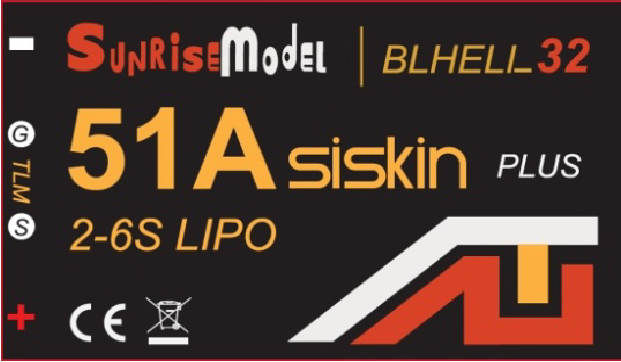 SUNRiSEModel | BLHELI_32
51A siskin PLUS
2-6S LIPO
- G TLM S +
CE